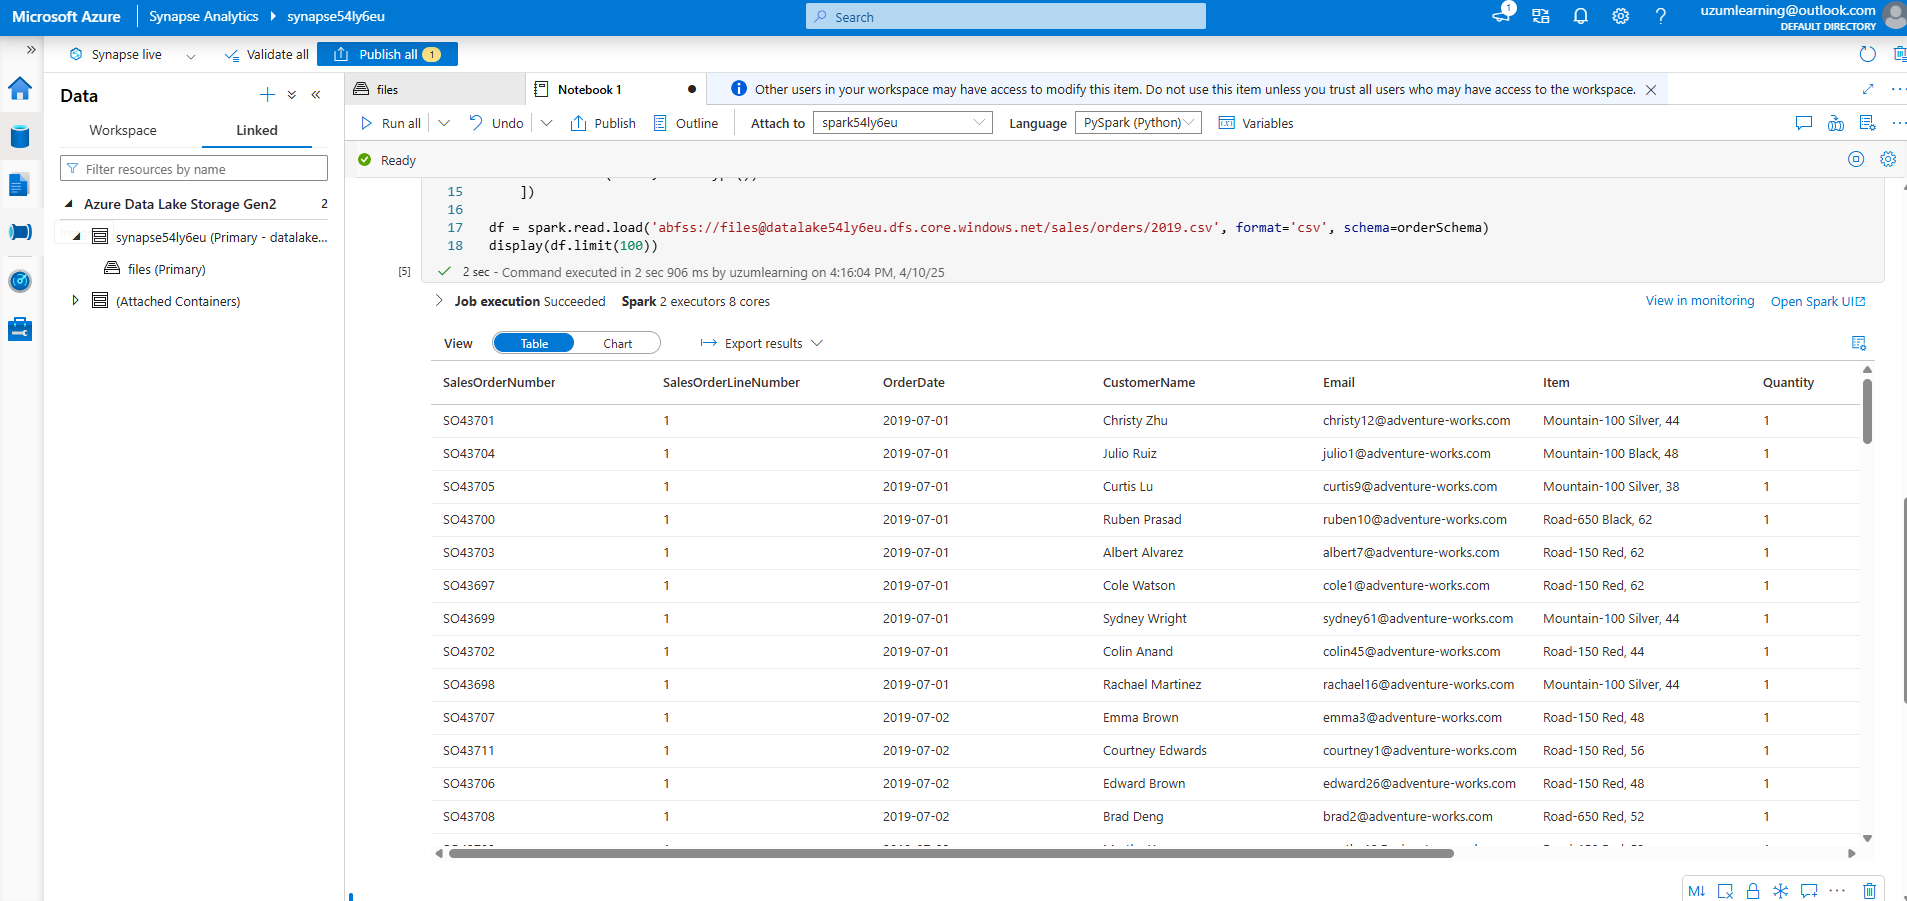 Microsoft Azure
Synapse Analytics
synapse54ly6eu
Search
1
uzumlearning@outlook.com
DEFAULT DIRECTORY
Synapse live
Validate all
Publish all 1
Data
Workspace
Linked
Filter resources by name
Azure Data Lake Storage Gen2 2
synapse54ly6eu (Primary - datalake...
files (Primary)
(Attached Containers)
files
Notebook 1
Other users in your workspace may have access to modify this item. Do not use this item unless you trust all users who may have access to the workspace.
Run all
Undo
Publish
Outline
Attach to
spark54ly6eu
Language
PySpark (Python)
Variables
Ready
15 ])
16
17 df = spark.read.load('abfss://files@datalake54ly6eu.dfs.core.windows.net/sales/orders/2019.csv', format='csv', schema=orderSchema)
18 display(df.limit(100))
[5] 2 sec - Command executed in 2 sec 906 ms by uzumlearning on 4:16:04 PM, 4/10/25
Job execution Succeeded Spark 2 executors 8 cores
View in monitoring
Open Spark UI
View
Table
Chart
Export results
SalesOrderNumber SalesOrderLineNumber OrderDate CustomerName Email Item Quantity
SO43701 1 2019-07-01 Christy Zhu christy12@adventure-works.com Mountain-100 Silver, 44 1
SO43704 1 2019-07-01 Julio Ruiz julio1@adventure-works.com Mountain-100 Black, 48 1
SO43705 1 2019-07-01 Curtis Lu curtis9@adventure-works.com Mountain-100 Silver, 38 1
SO43700 1 2019-07-01 Ruben Prasad ruben10@adventure-works.com Road-650 Black, 62 1
SO43703 1 2019-07-01 Albert Alvarez albert7@adventure-works.com Road-150 Red, 62 1
SO43697 1 2019-07-01 Cole Watson cole1@adventure-works.com Road-150 Red, 62 1
SO43699 1 2019-07-01 Sydney Wright sydney61@adventure-works.com Mountain-100 Silver, 44 1
SO43702 1 2019-07-01 Colin Anand colin45@adventure-works.com Road-150 Red, 44 1
SO43698 1 2019-07-01 Rachael Martinez rachael16@adventure-works.com Mountain-100 Silver, 44 1
SO43707 1 2019-07-02 Emma Brown emma3@adventure-works.com Road-150 Red, 48 1
SO43711 1 2019-07-02 Courtney Edwards courtney1@adventure-works.com Road-150 Red, 56 1
SO43706 1 2019-07-02 Edward Brown edward26@adventure-works.com Road-150 Red, 48 1
SO43708 1 2019-07-02 Brad Deng brad2@adventure-works.com Road-650 Red, 52 1
M↓